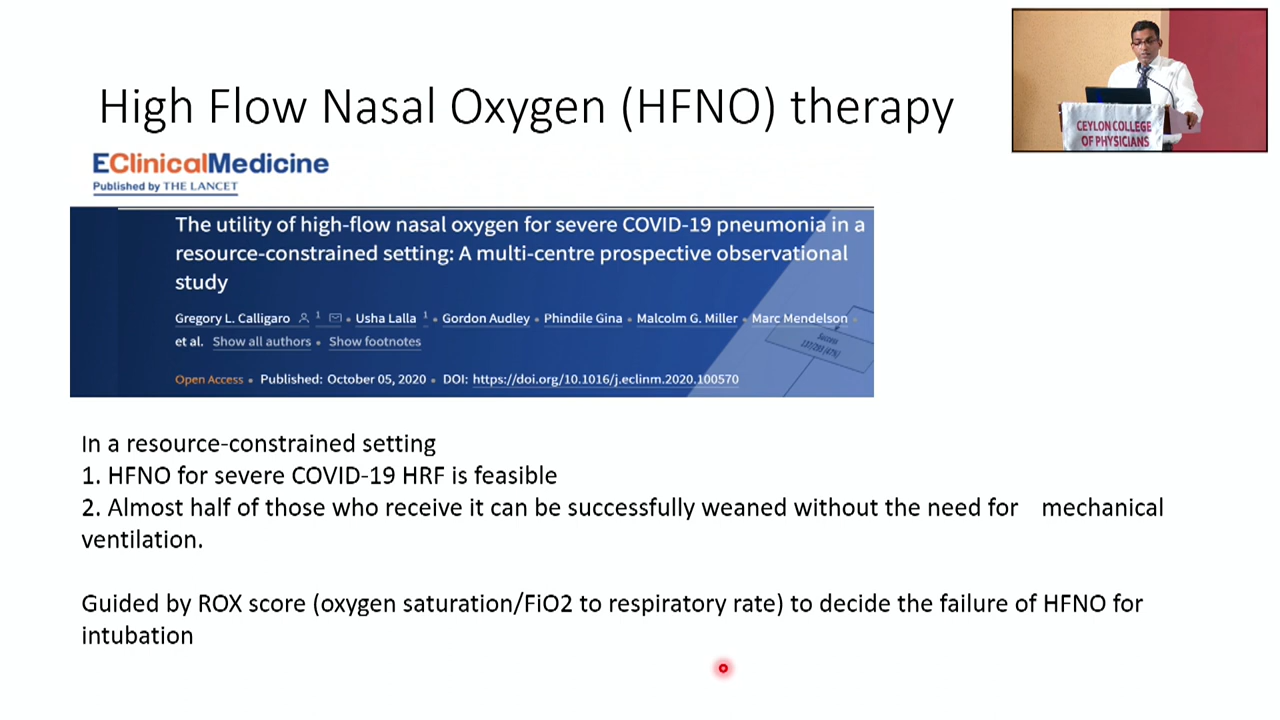 High Flow Nasal Oxygen (HFNO) therapy
CEYLON COLLEGE
OF PHYSICIANS
EClinicalMedicine
Published by THE LANCET
The utility of high-flow nasal oxygen for severe COVID-19 pneumonia in a
resource-constrained setting: A multi-centre prospective observational
study
Gregory L. Calligaro 1 • Usha Lalla 1 • Gordon Audley • Phindile Gina • Malcolm G. Miller • Marc Mendelson •
et al. Show all authors • Show footnotes
Success
Open Access • Published: October 05, 2020 • DOI: https://doi.org/10.1016/j.eclinm.2020.100570
In a resource-constrained setting
1. HFNO for severe COVID-19 HRF is feasible
2. Almost half of those who receive it can be successfully weaned without the need for mechanical
ventilation.
Guided by ROX score (oxygen saturation/FiO2 to respiratory rate) to decide the failure of HFNO for
intubation